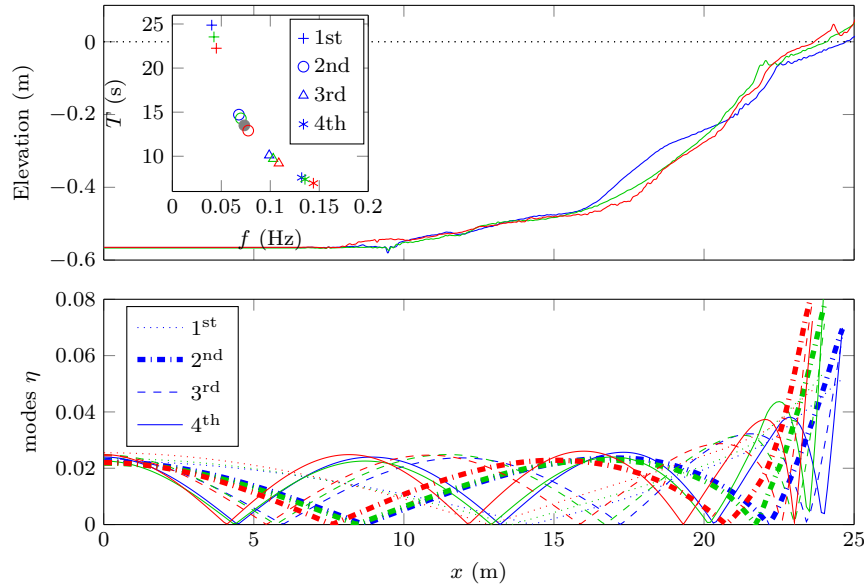 Elevation (m)
0
−0.2
−0.4
−0.6
T (s)
25
20
15
10
0
0.05
0.1
0.15
0.2
f (Hz)
1st
2nd
3rd
4th
modes η
0.08
0.06
0.04
0.02
0
1st
2nd
3rd
4th
0
5
10
15
20
25
x (m)